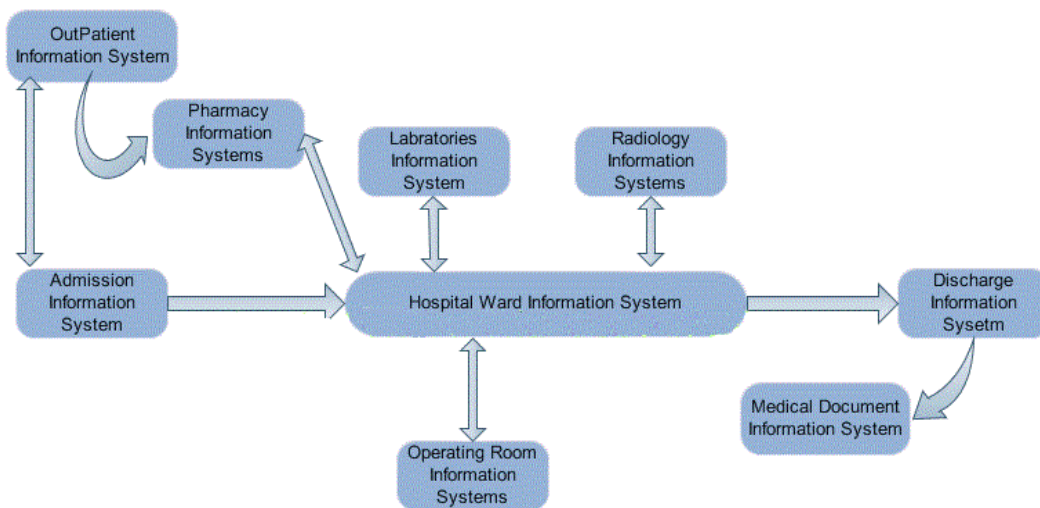 OutPatient
Information System
Pharmacy
Information
Systems
Labratories
Information
System
Radiology
Information
Systems
Admission
Information
System
Hospital Ward Information System
Discharge
Information
Sysetm
Medical Document
Information System
Operating Room
Information
Systems